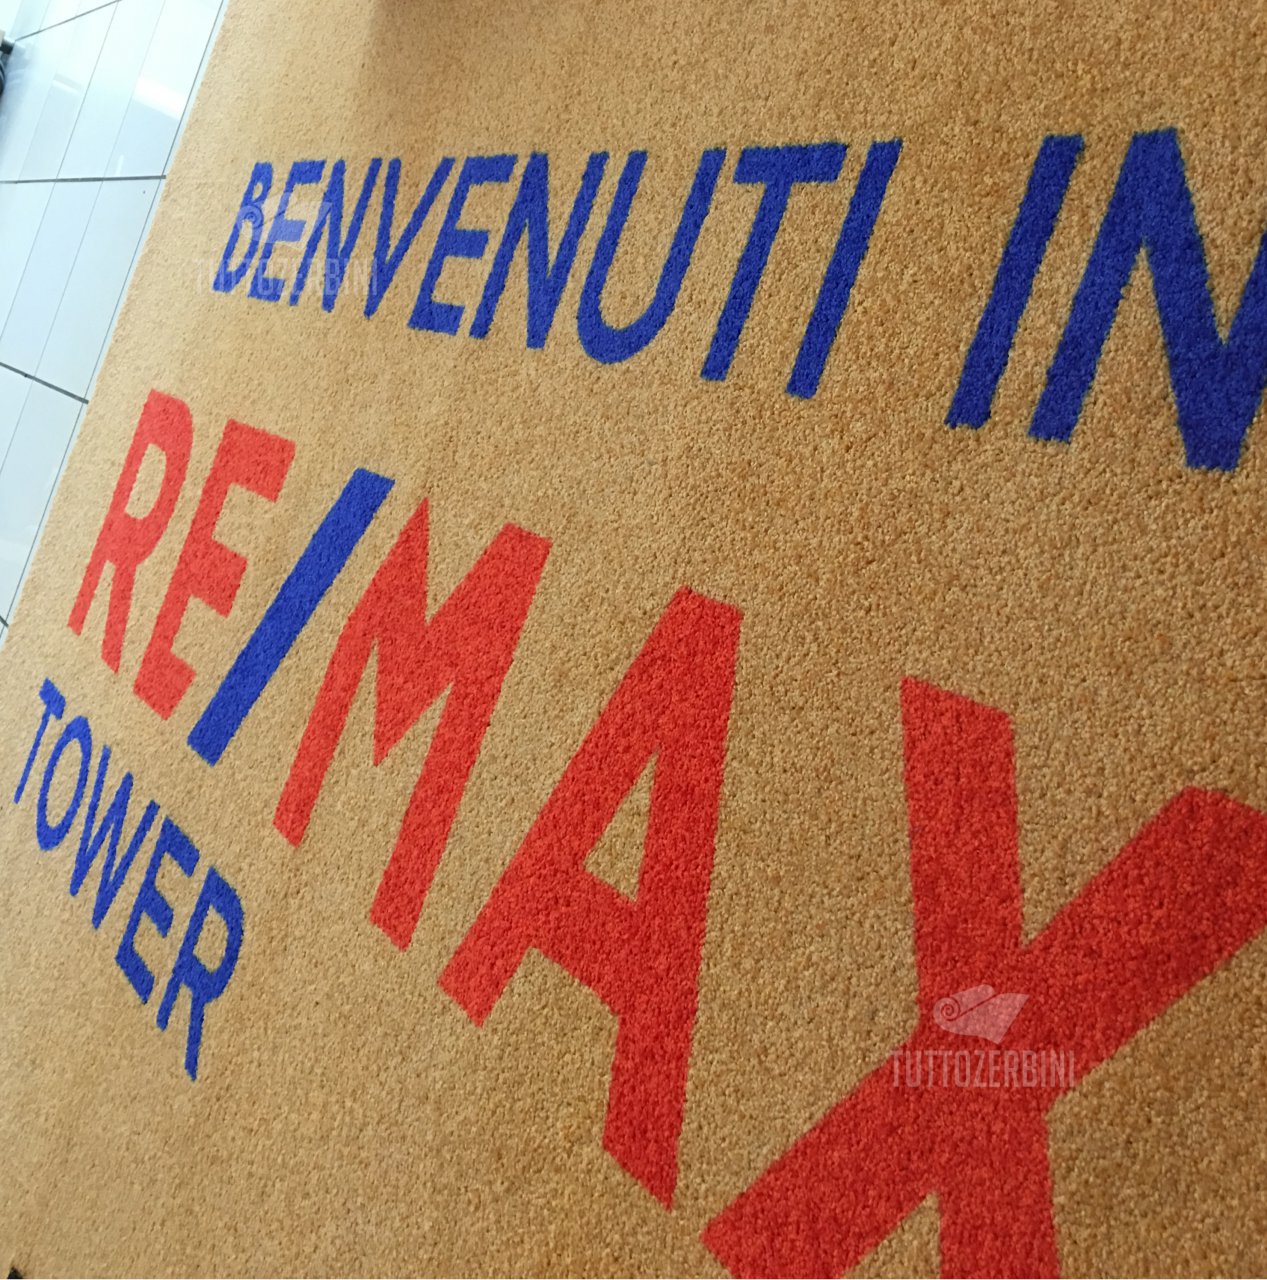 BENVENUTI IN
RE/MAX
TOWER
TUTTOZERBINI
TUTTOZERBINI